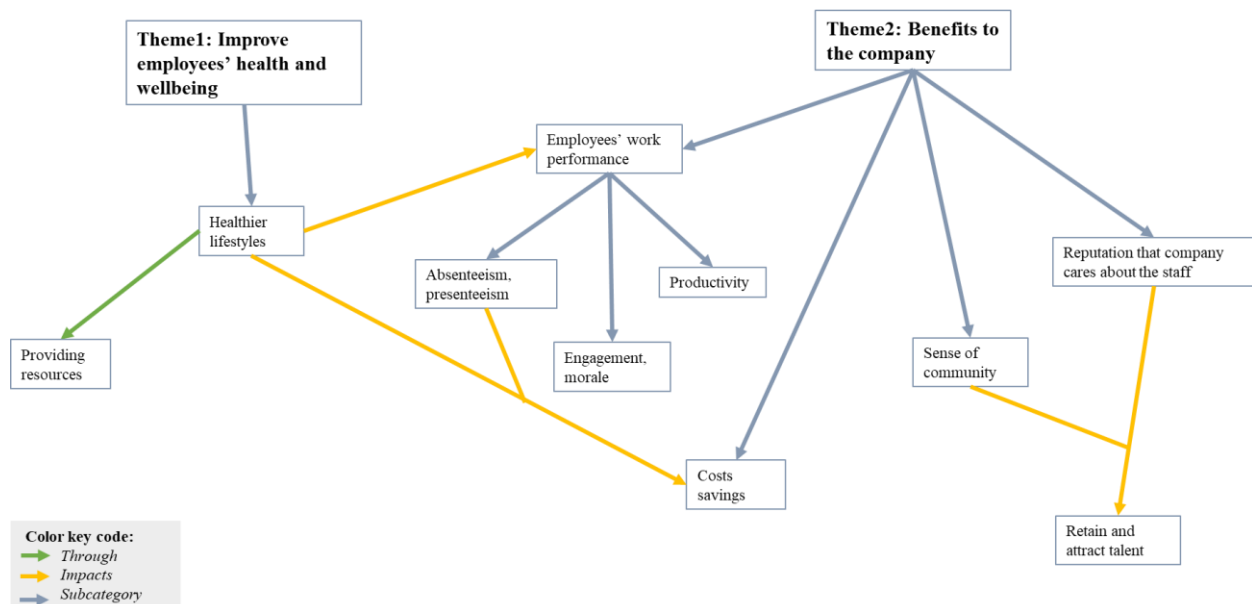 Theme1: Improve
employees’ health and
wellbeing
Theme2: Benefits to
the company
Employees’ work
performance
Healthier
lifestyles
Absenteeism,
presenteeism
Productivity
Reputation that company
cares about the staff
Providing
resources
Engagement,
morale
Sense of
community
Costs
savings
Retain and
attract talent
Color key code:
Through
Impacts
Subcategory